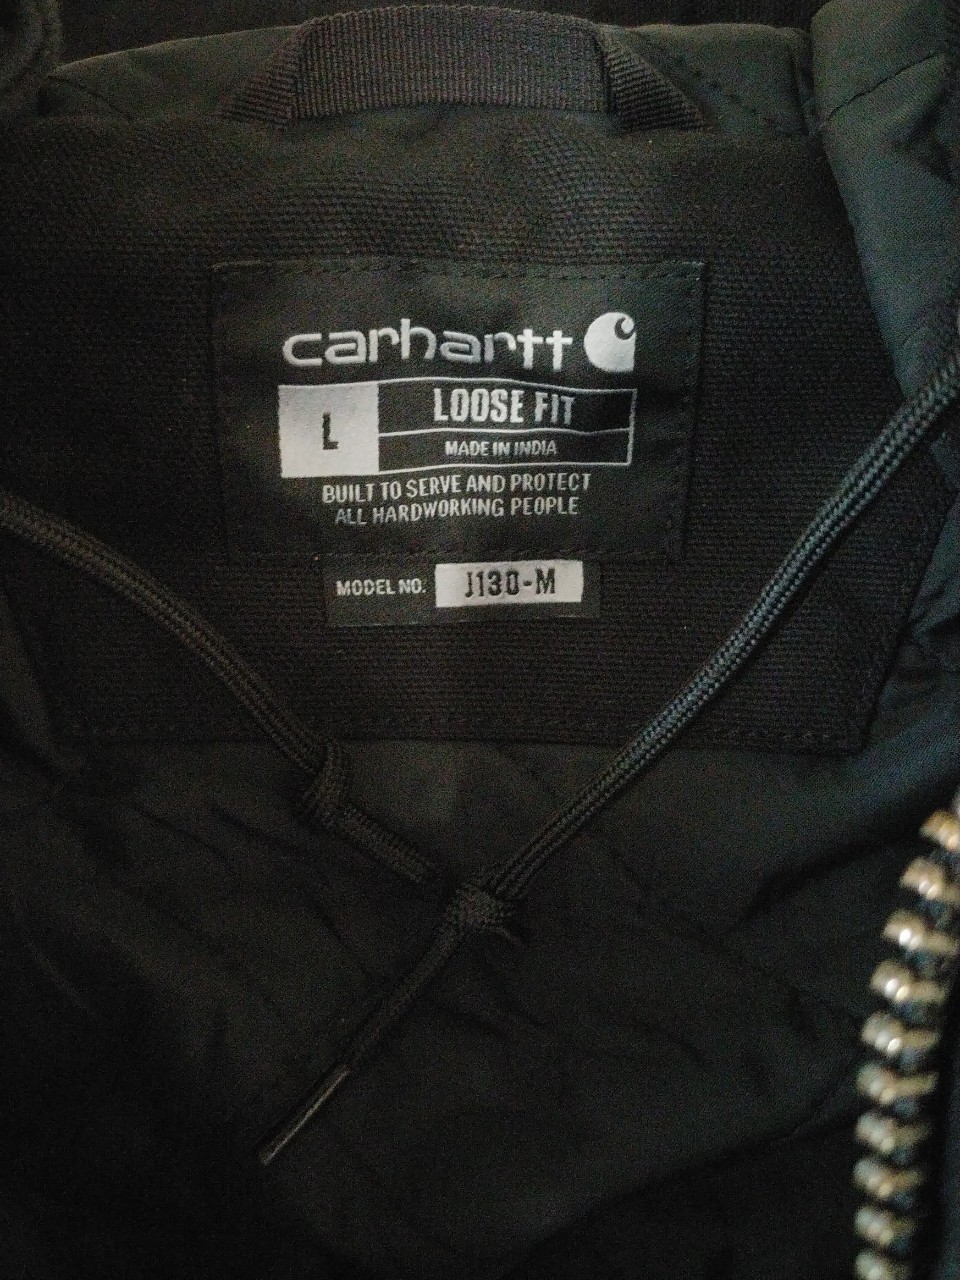 carhartt
L
LOOSE FIT
MADE IN INDIA
BUILT TO SERVE AND PROTECT
ALL HARDWORKING PEOPLE
MODEL NO. J130-M